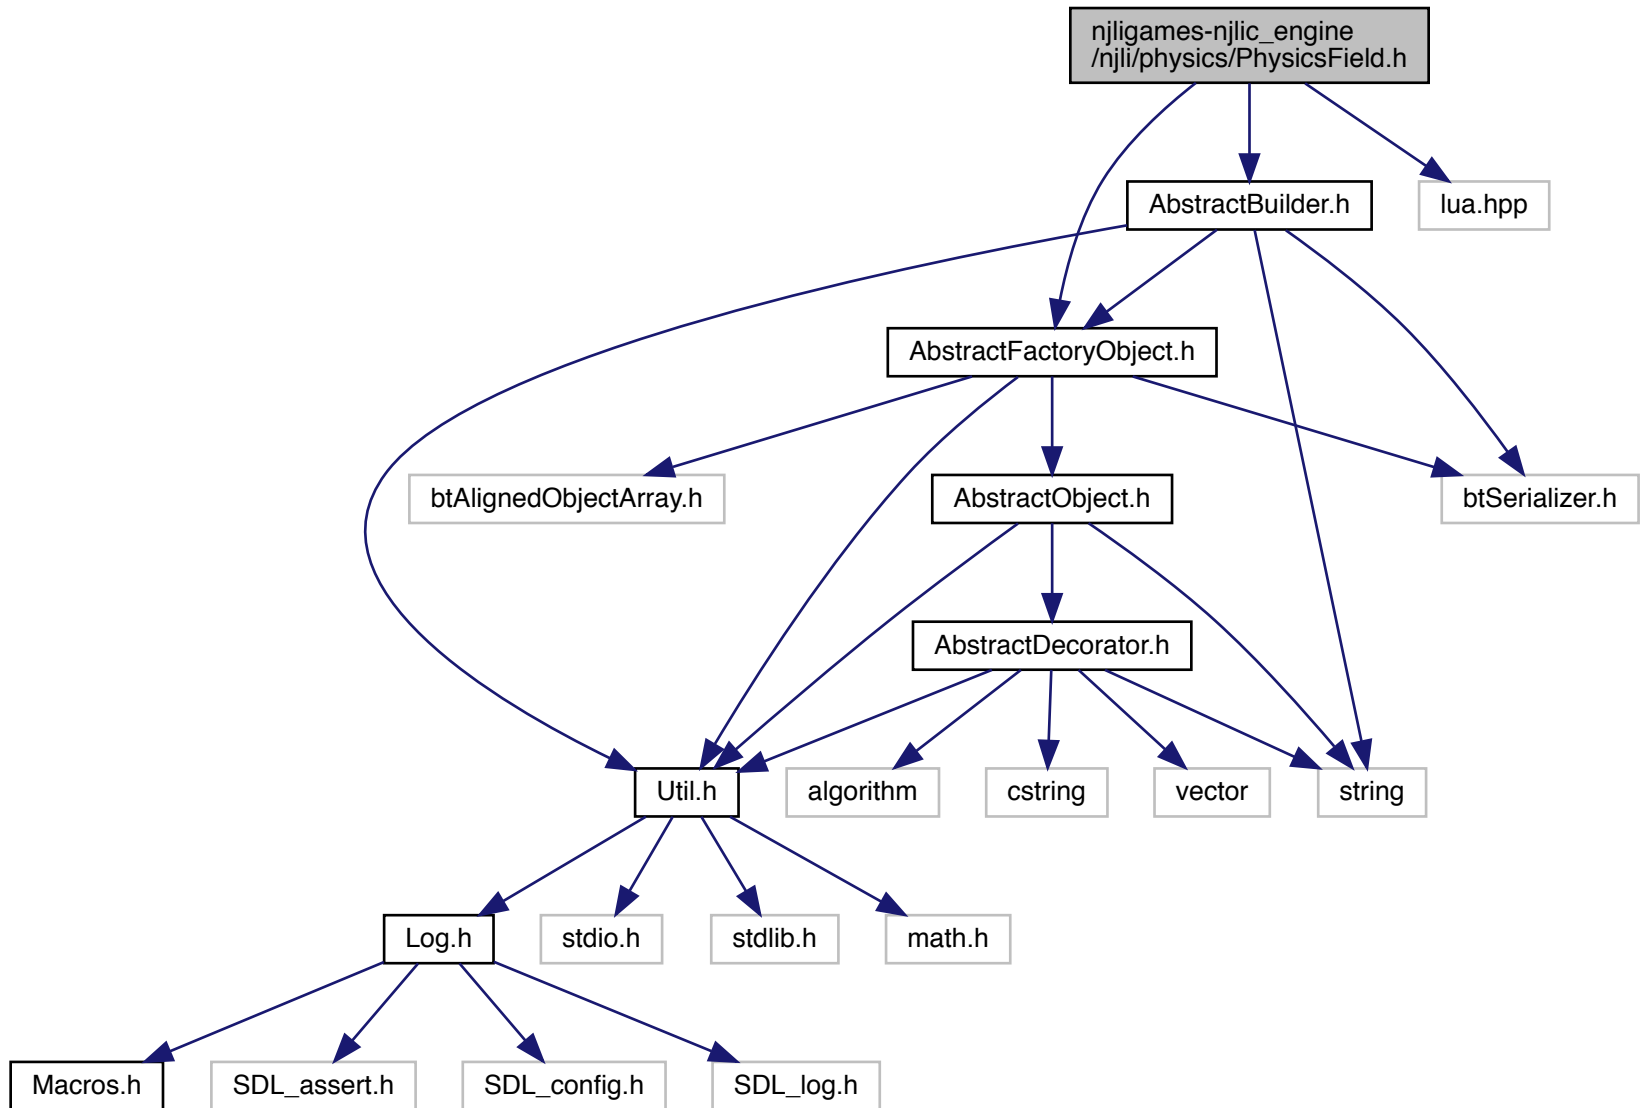 njligames-njlic_engine
/njli/physics/PhysicsField.h
AbstractBuilder.h
lua.hpp
AbstractFactoryObject.h
btAlignedObjectArray.h
AbstractObject.h
btSerializer.h
AbstractDecorator.h
Util.h
algorithm
cstring
vector
string
Log.h
stdio.h
stdlib.h
math.h
Macros.h
SDL_assert.h
SDL_config.h
SDL_log.h